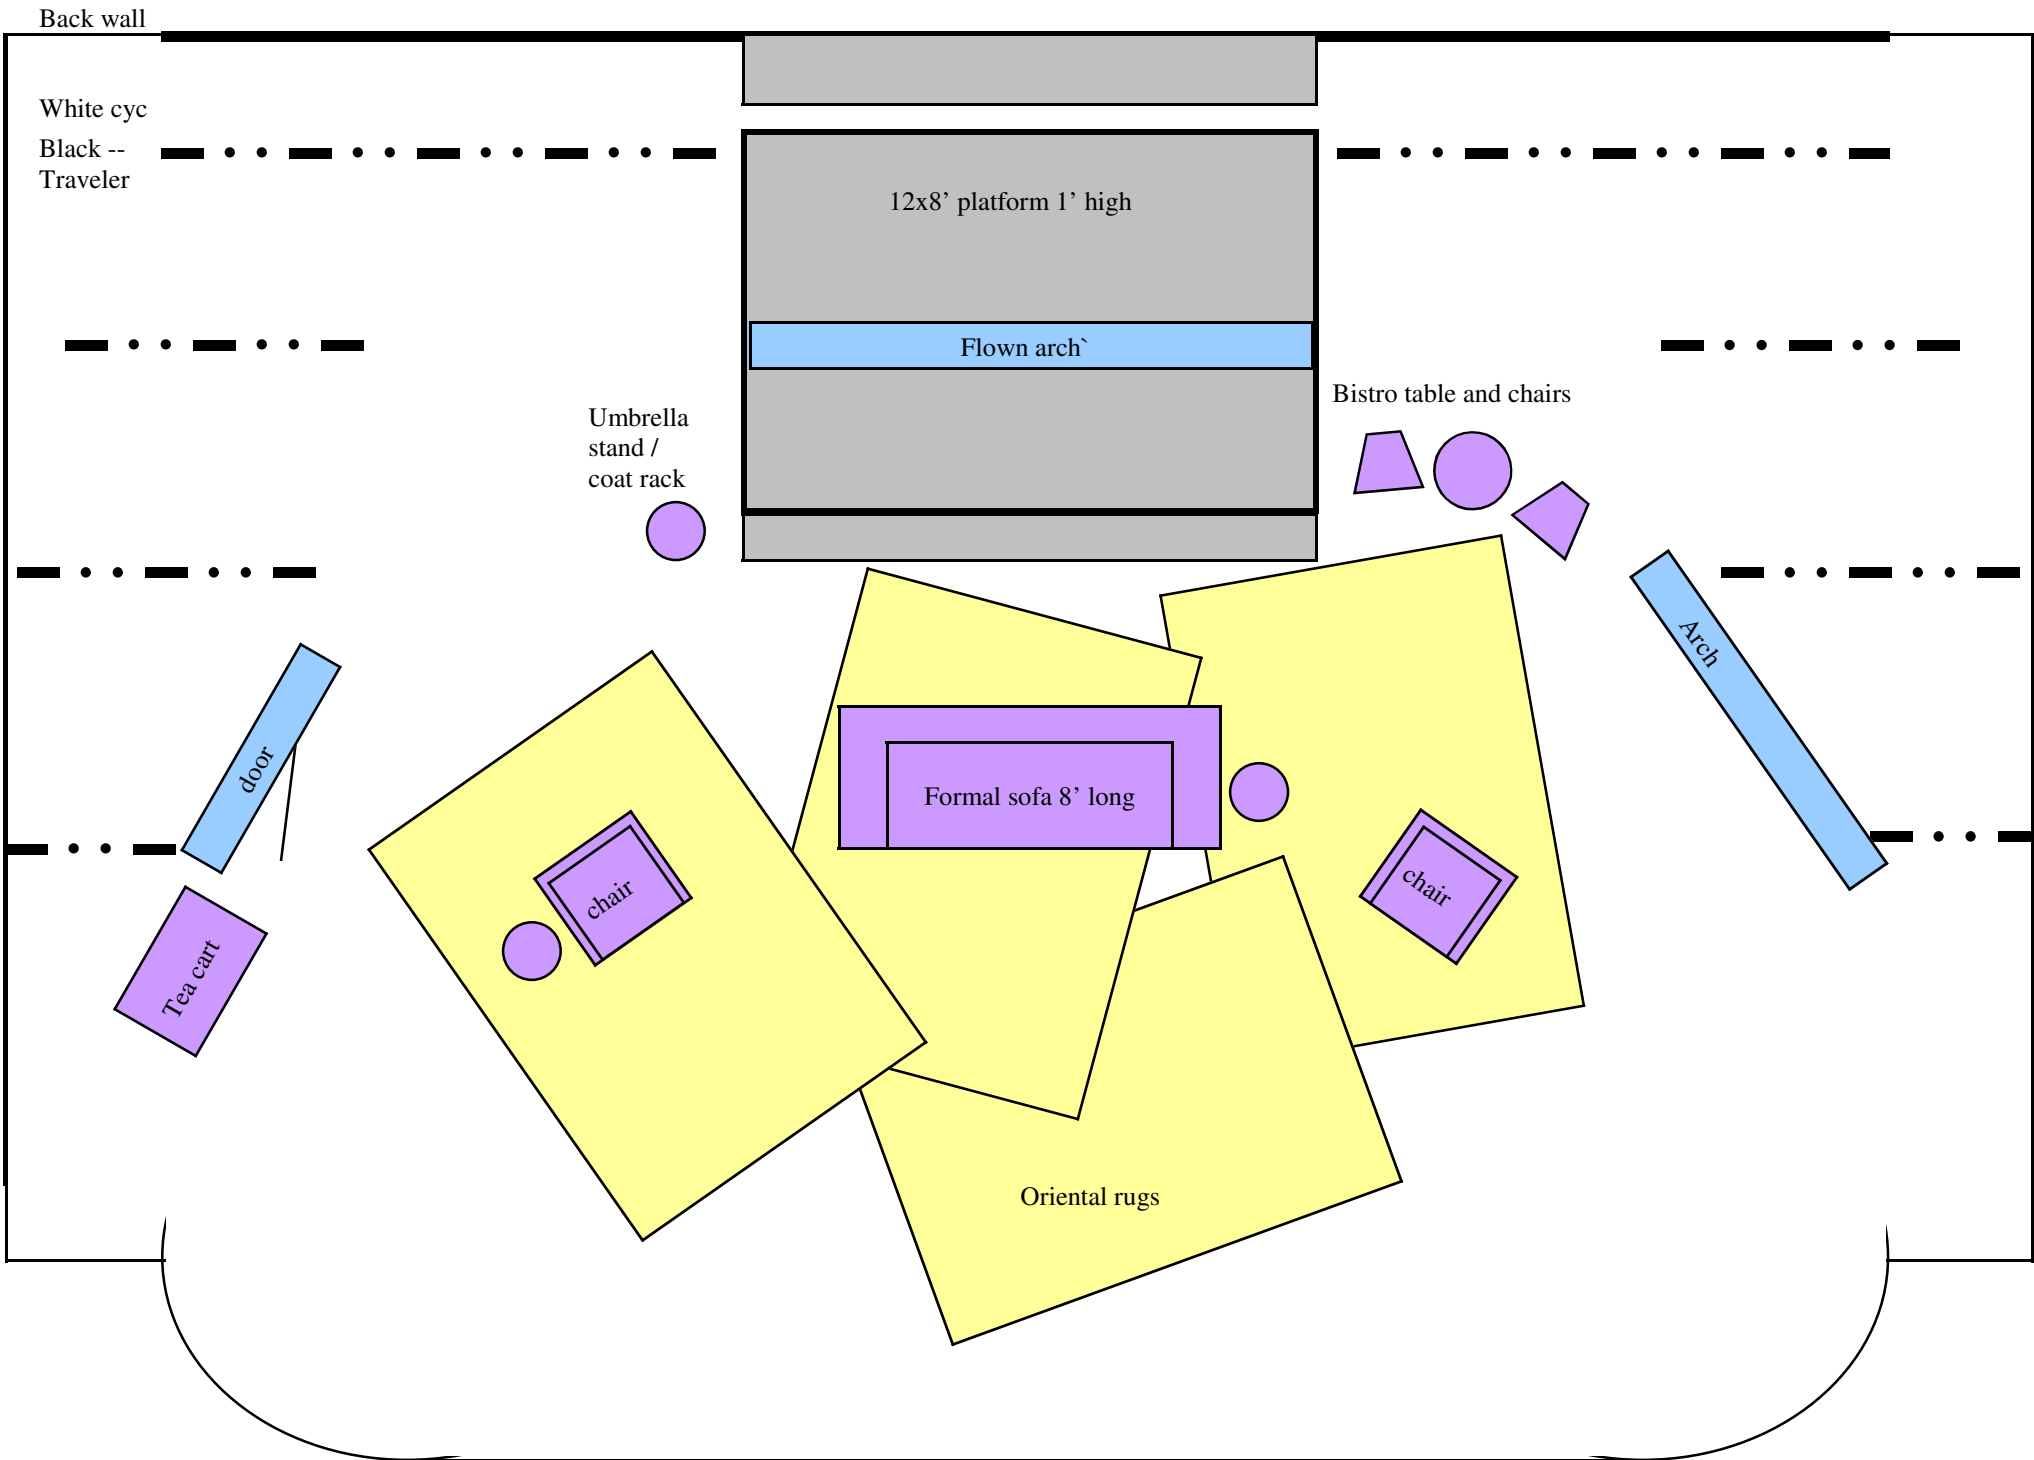 Back wall
White cyc
Black --
Traveler
12x8’ platform 1’ high
Flown arch`
Bistro table and chairs
Umbrella
stand /
coat rack
Arch
door
Formal sofa 8’ long
chair
chair
Tea cart
Oriental rugs